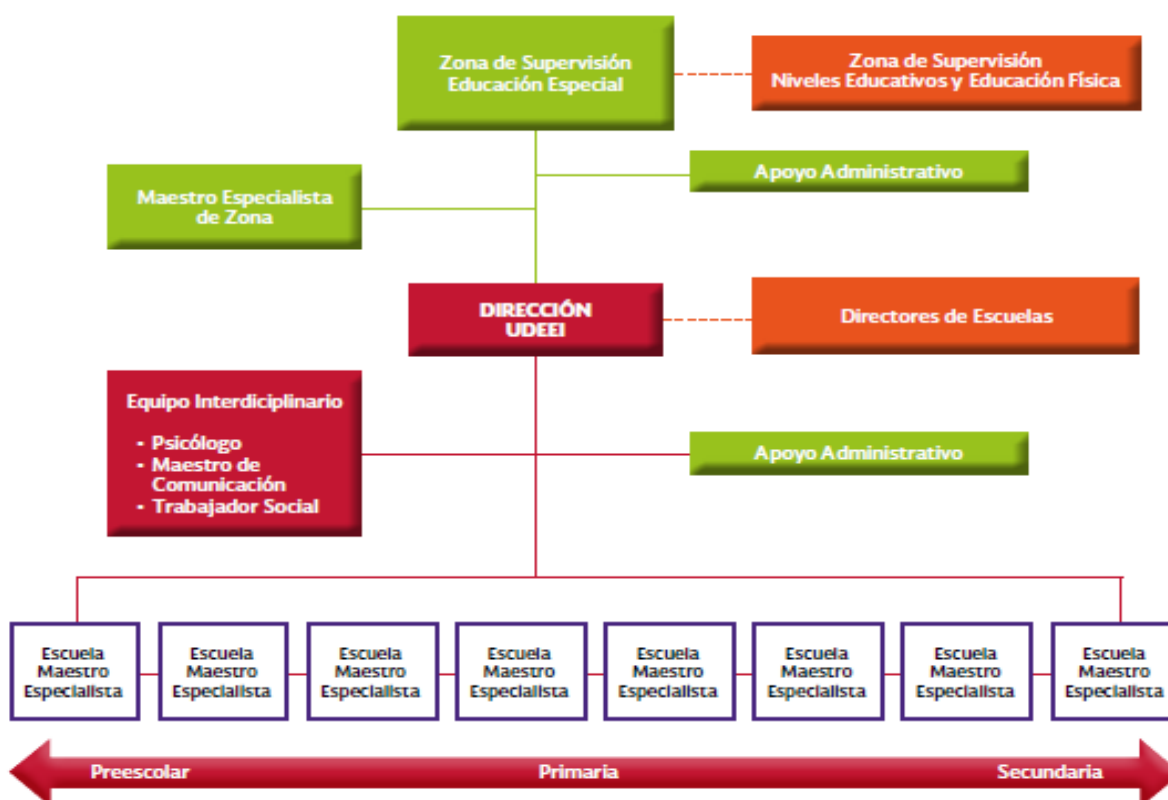 Zona de Supervisión
Educación Especial
Zona de Supervisión
Niveles Educativos y Educación Física
Apoyo Administrativo
Maestro Especialista
de Zona
DIRECCIÓN
UDEEI
Directores de Escuelas
Equipo Interdiciplinario
- Psicólogo
- Maestro de
Comunicación
- Trabajador Social
Apoyo Administrativo
Escuela
Maestro
Especialista
Escuela
Maestro
Especialista
Escuela
Maestro
Especialista
Escuela
Maestro
Especialista
Escuela
Maestro
Especialista
Escuela
Maestro
Especialista
Escuela
Maestro
Especialista
Escuela
Maestro
Especialista
Preescolar
Primaria
Secundaria